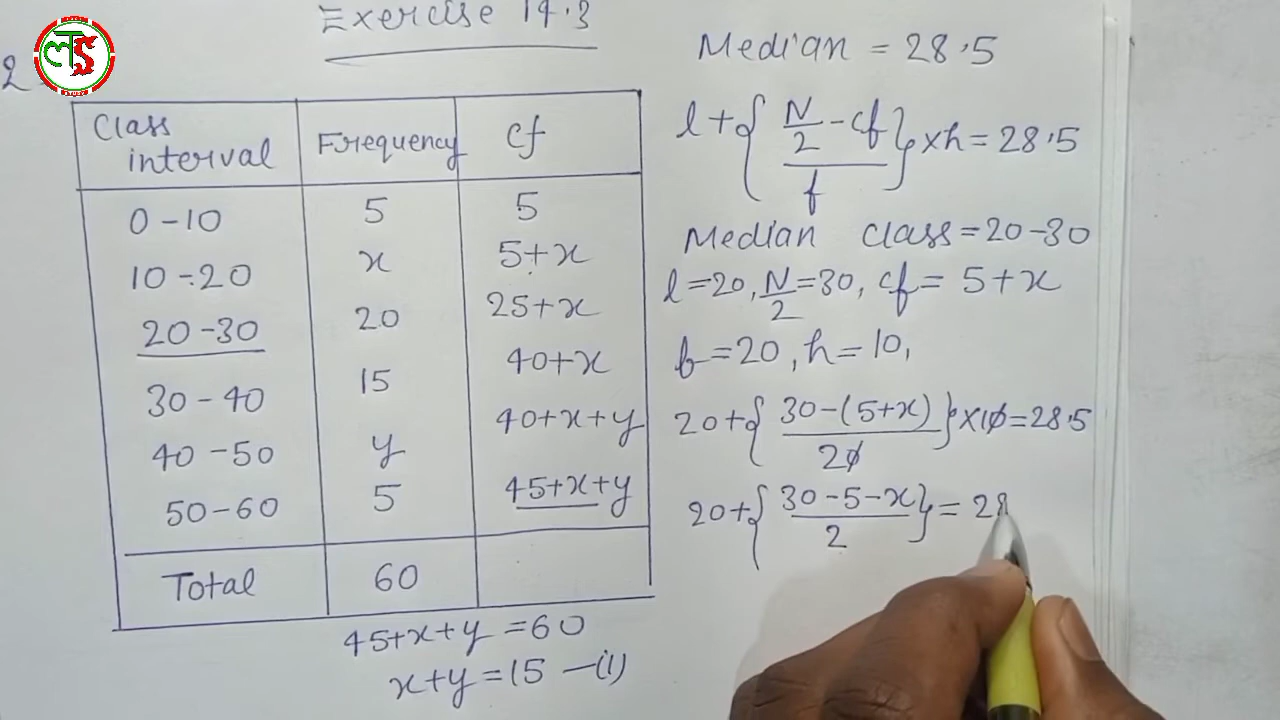 Exercise 14.3
2
Class interval Frequency Cf
0-10 5 5
10-20 x 5+x
20-30 20 25+x
30-40 15 40+x
40-50 y 40+x+y
50-60 5 45+x+y
Total 60
45+x+y=60
x+y=15 —(1)
Median = 28.5
l+{N/2-cf/f}×h=28.5
Median class=20-30
l=20, N/2=30, cf= 5+x
f=20, h=10,
20+{30-(5+x)/20}×10=28.5
20+{30-5-x/2}= 28